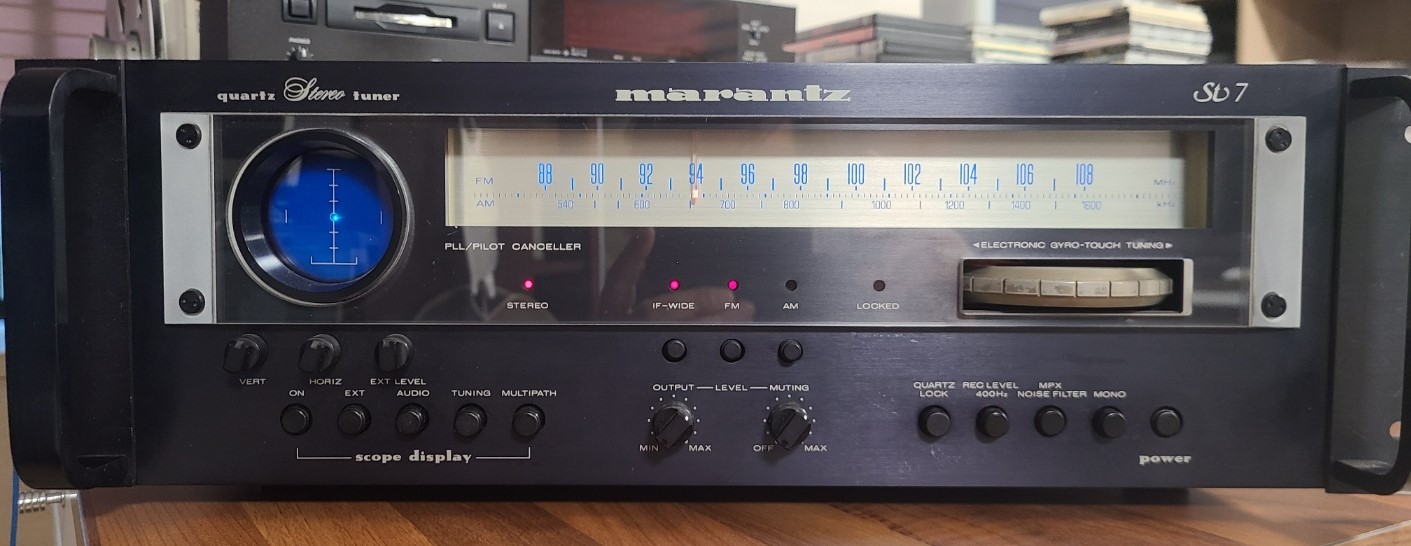 quartz Stereo tuner
marantz
St 7
FM 88 90 92 94 96 98 100 102 104 106 108 MHz
AM 540 600 700 800 1000 1200 1400 1600 kHz
PLL/PILOT CANCELLER
◄ELECTRONIC GYRO-TOUCH TUNING►
STEREO IF-WIDE FM AM LOCKED
VERT HORIZ EXT LEVEL
ON EXT AUDIO TUNING MULTIPATH
scope display
OUTPUT LEVEL MUTING
MIN MAX OFF MAX
QUARTZ LOCK
REC LEVEL 400Hz
MPX NOISE FILTER
MONO
power